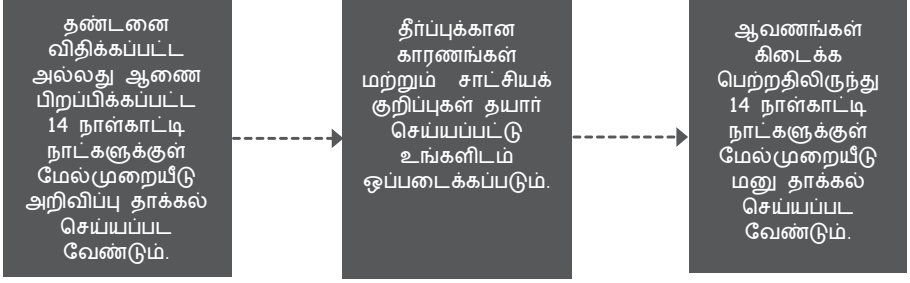 தண்டனை
விதிக்கப்பட்ட
அல்லது ஆணை
பிறப்பிக்கப்பட்ட
14 நாள்காட்டி
நாட்களுக்குள்
மேல்முறையீடு
அறிவிப்பு தாக்கல்
செய்யப்பட
வேண்டும்.
தீர்ப்புக்கான
காரணங்கள்
மற்றும் சாட்சியக்
குறிப்புகள் தயார்
செய்யப்பட்டு
உங்களிடம்
ஒப்படைக்கப்படும்.
ஆவணங்கள்
கிடைக்க
பெற்றதிலிருந்து
14 நாள்காட்டி
நாட்களுக்குள்
மேல்முறையீடு
மனு தாக்கல்
செய்யப்பட
வேண்டும்.